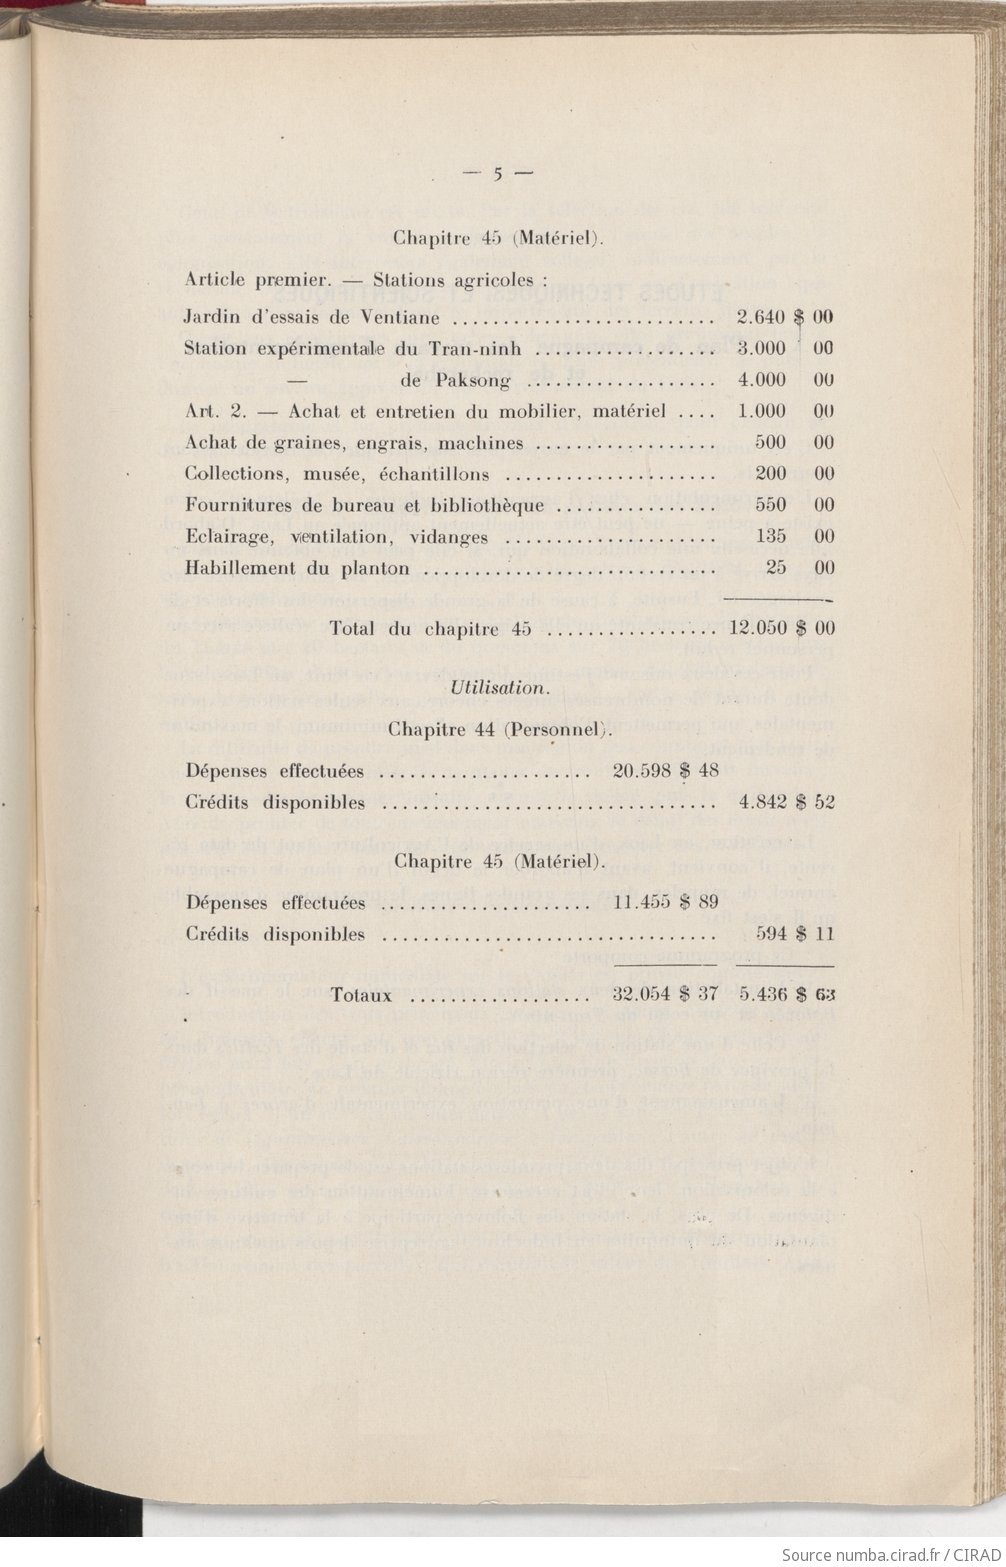 — 5 —
Chapitre 45 (Matériel).
Article premier. — Stations agricoles :
Jardin d'essais de Ventiane .......................... 2.640 $ 00
Station expérimentale du Tran-ninh .................. 3.000 00
— de Paksong ................... 4.000 00
Art. 2. — Achat et entretien du mobilier, matériel .... 1.000 00
Achat de graines, engrais, machines .................. 500 00
Collections, musée, échantillons ..................... 200 00
Fournitures de bureau et bibliothèque ................ 550 00
Eclairage, ventilation, vidanges ..................... 135 00
Habillement du planton ............................. 25 00
Total du chapitre 45 ................. 12.050 $ 00
Utilisation.
Chapitre 44 (Personnel).
Dépenses effectuées ..................... 20.598 $ 48
Crédits disponibles ................................. 4.842 $ 52
Chapitre 45 (Matériel).
Dépenses effectuées ..................... 11.455 $ 89
Crédits disponibles ................................. 594 $ 11
Totaux .................. 32.054 $ 37 5.436 $ 63
Source numba.cirad.fr / CIRAD